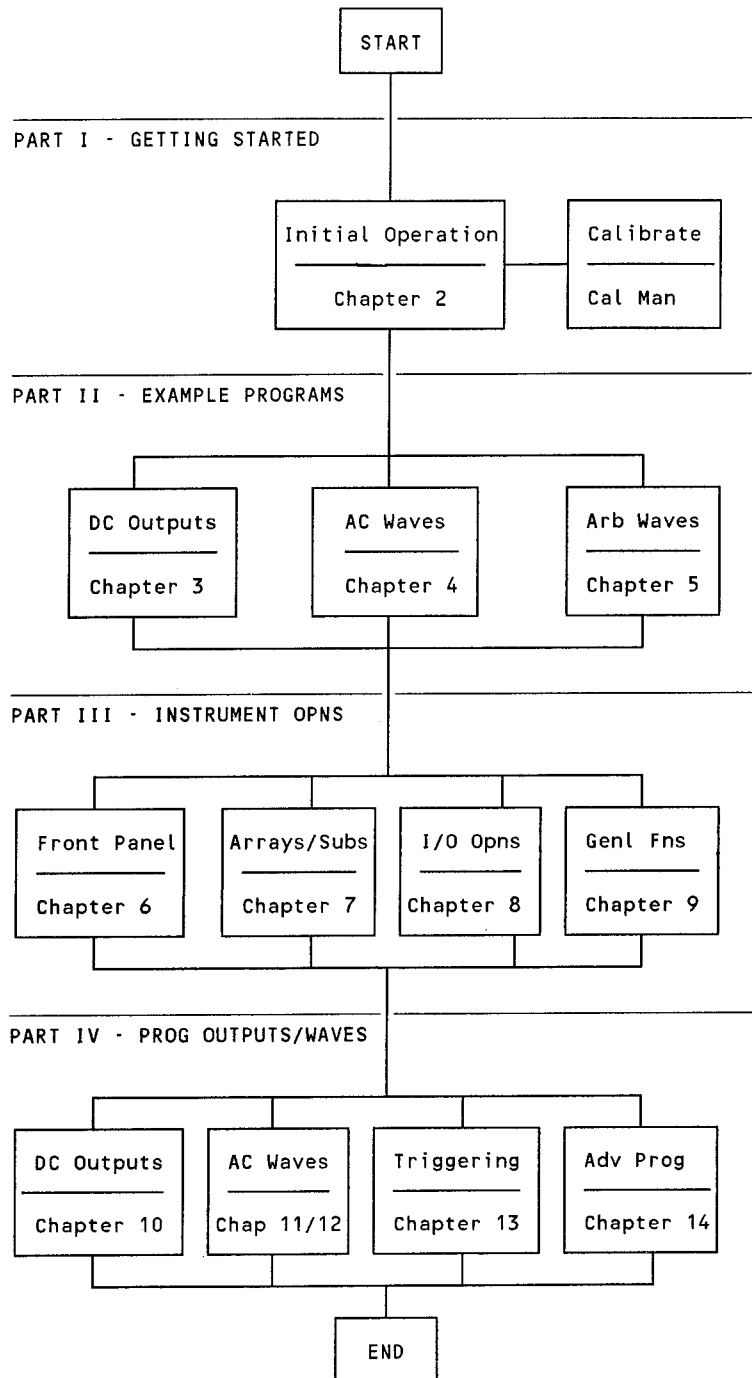 START
PART I - GETTING STARTED
Initial Operation
Chapter 2
Calibrate
Cal Man
PART II - EXAMPLE PROGRAMS
DC Outputs
Chapter 3
AC Waves
Chapter 4
Arb Waves
Chapter 5
PART III - INSTRUMENT OPNS
Front Panel
Chapter 6
Arrays/Subs
Chapter 7
I/O Opns
Chapter 8
Genl Fns
Chapter 9
PART IV - PROG OUTPUTS/WAVES
DC Outputs
Chapter 10
AC Waves
Chap 11/12
Triggering
Chapter 13
Adv Prog
Chapter 14
END